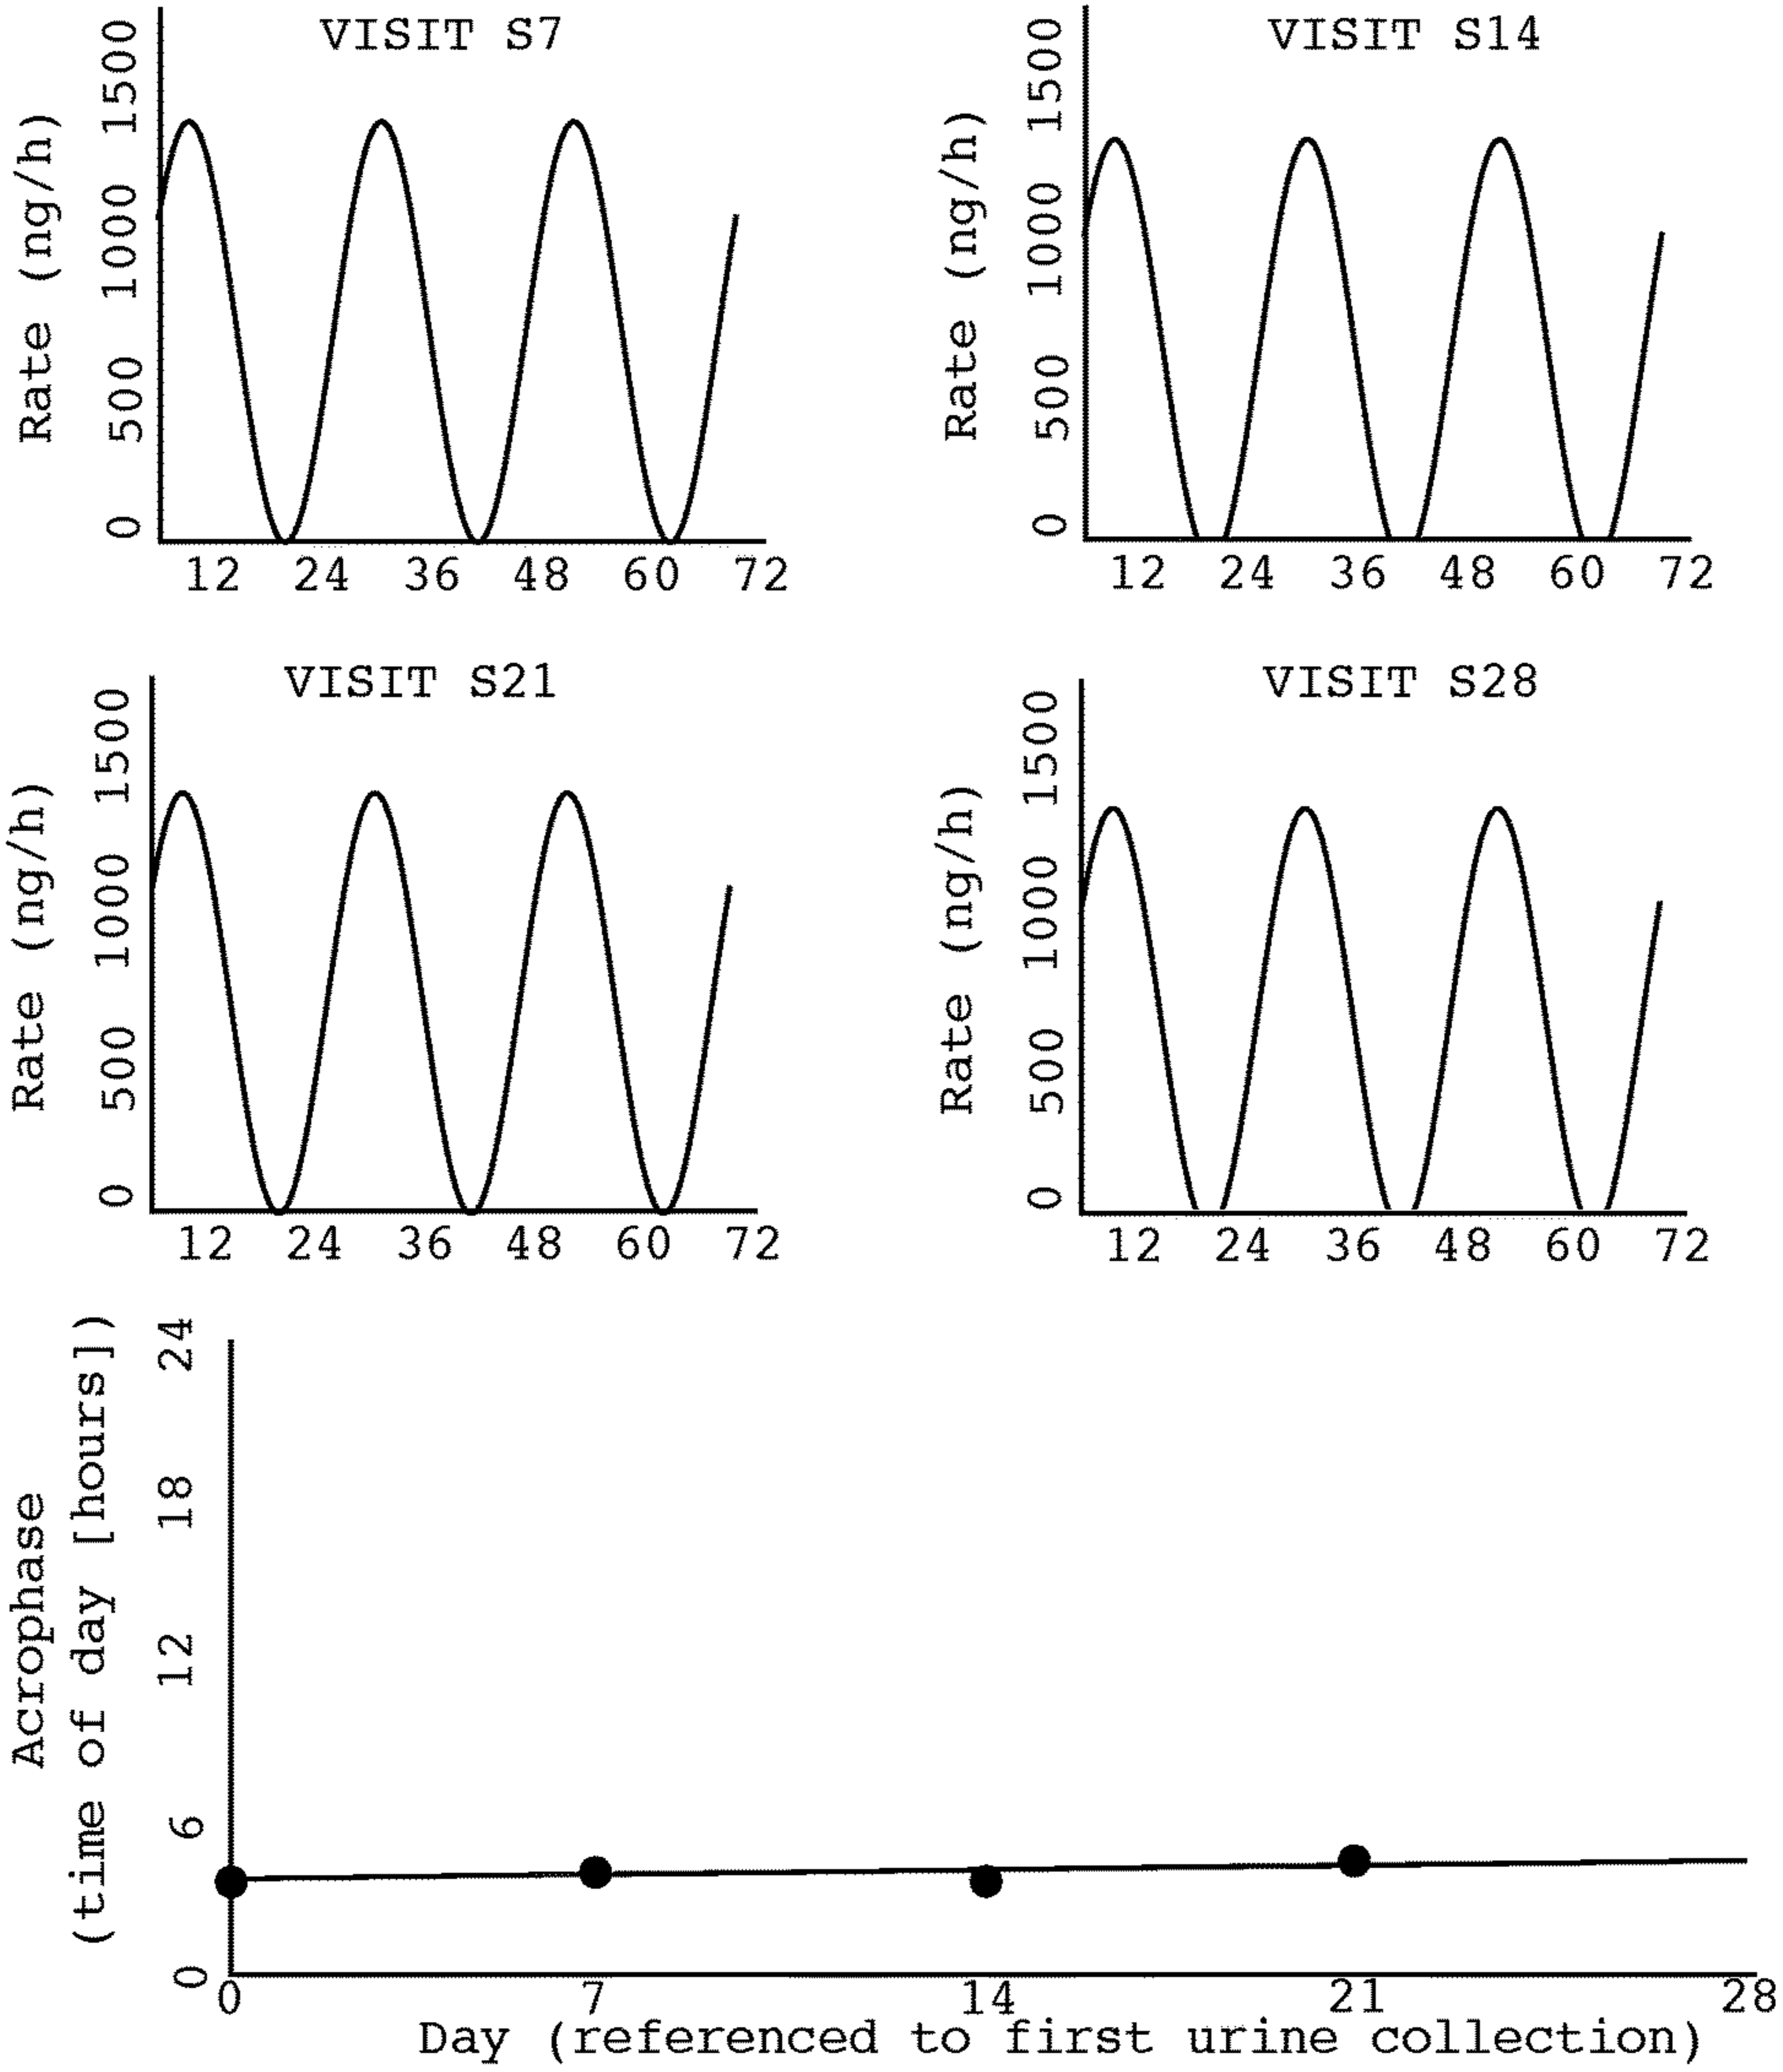 VISIT S7
Rate (ng/h)
1500
1000
500
0
12 24 36 48 60 72
VISIT S14
Rate (ng/h)
1500
1000
500
0
12 24 36 48 60 72
VISIT S21
Rate (ng/h)
1500
1000
500
0
12 24 36 48 60 72
VISIT S28
Rate (ng/h)
1500
1000
500
0
12 24 36 48 60 72
Acrophase
(time of day [hours])
24
18
12
6
0
0 7 14 21 28
Day (referenced to first urine collection)